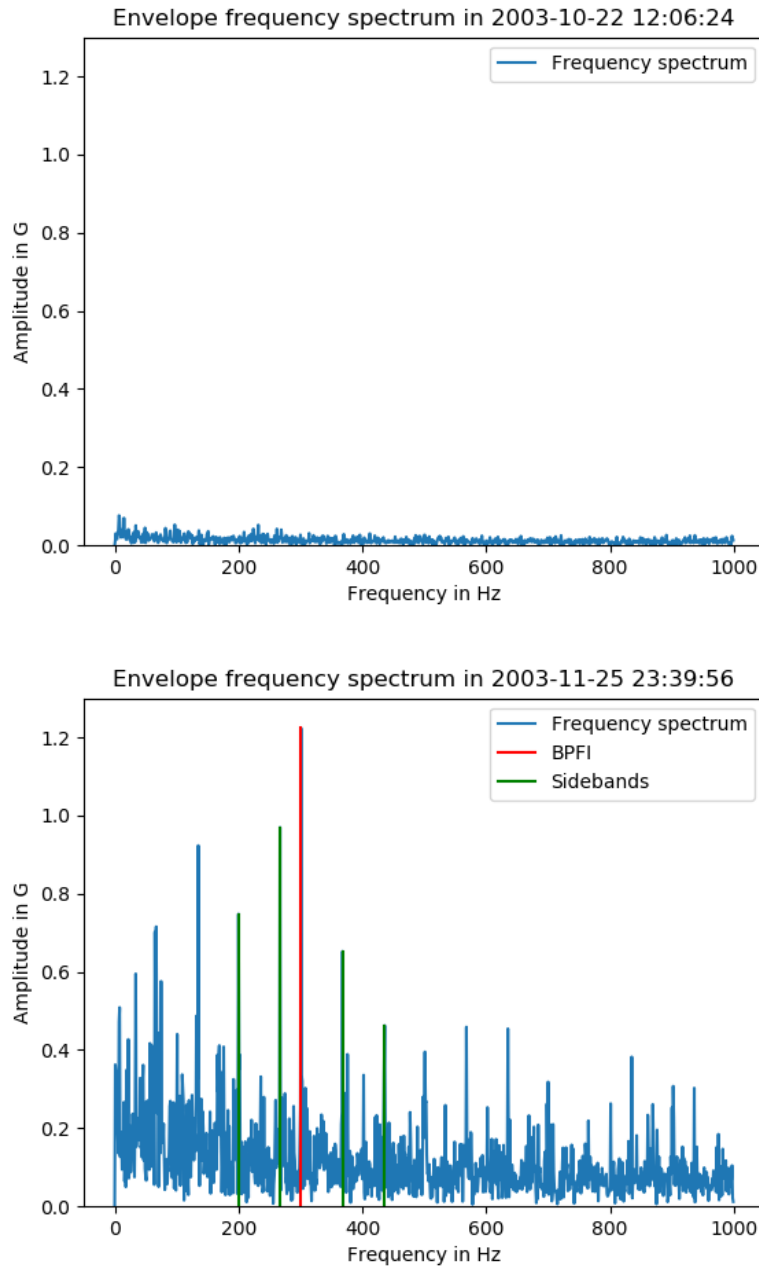 Envelope frequency spectrum in 2003-10-22 12:06:24
Frequency spectrum
1.2
1.0
0.8
0.6
0.4
0.2
0.0
Amplitude in G
0 200 400 600 800 1000
Frequency in Hz
Envelope frequency spectrum in 2003-11-25 23:39:56
Frequency spectrum
BPFI
Sidebands
1.2
1.0
0.8
0.6
0.4
0.2
0.0
Amplitude in G
0 200 400 600 800 1000
Frequency in Hz